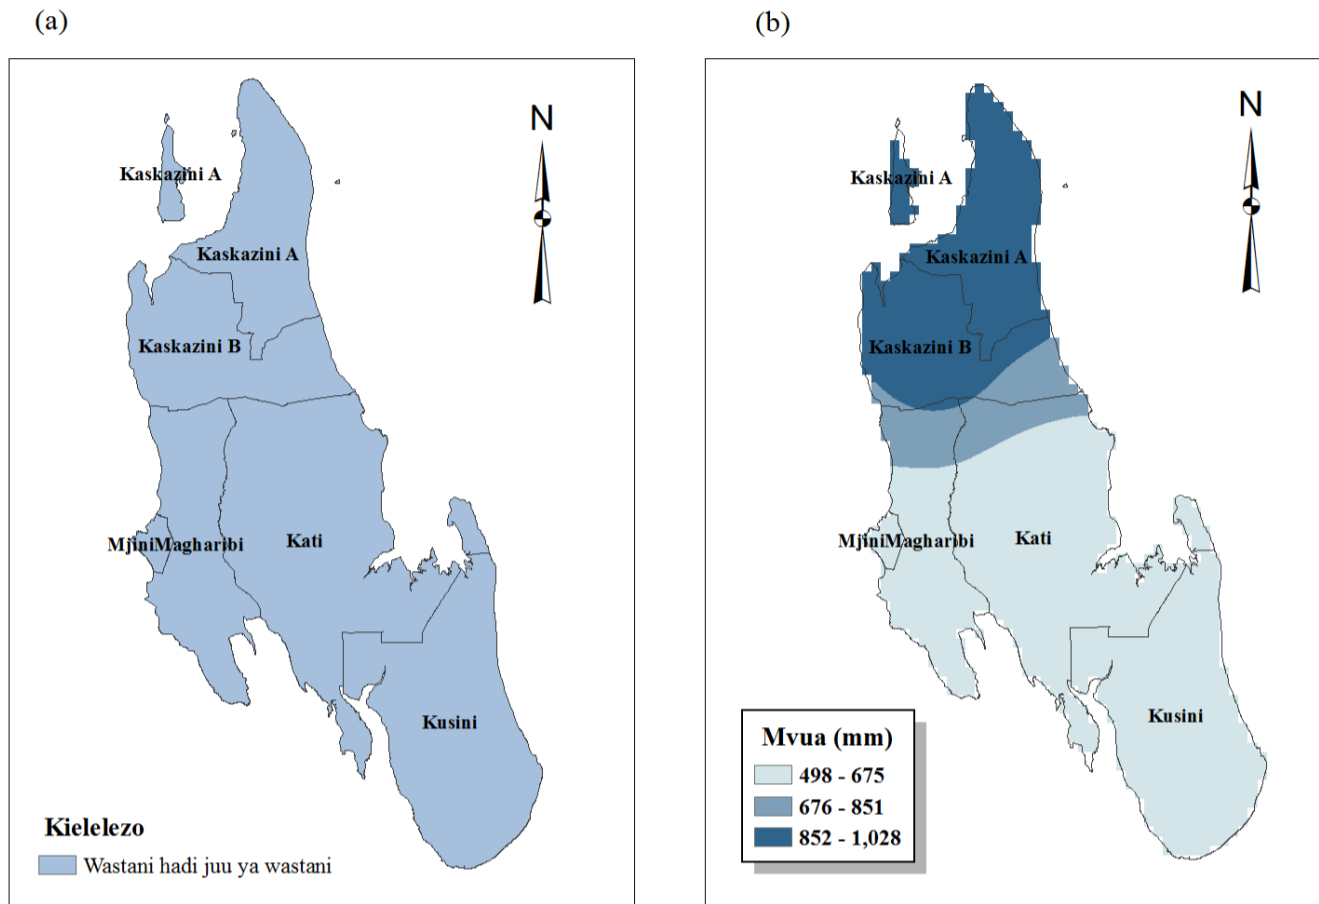 (a)
N
Kaskazini A
Kaskazini A
Kaskazini B
MjiniMagharibi
Kati
Kusini
Kielelezo
Wastani hadi juu ya wastani
(b)
N
Kaskazini A
Kaskazini A
Kaskazini B
MjiniMagharibi
Kati
Kusini
Mvua (mm)
498 - 675
676 - 851
852 - 1,028